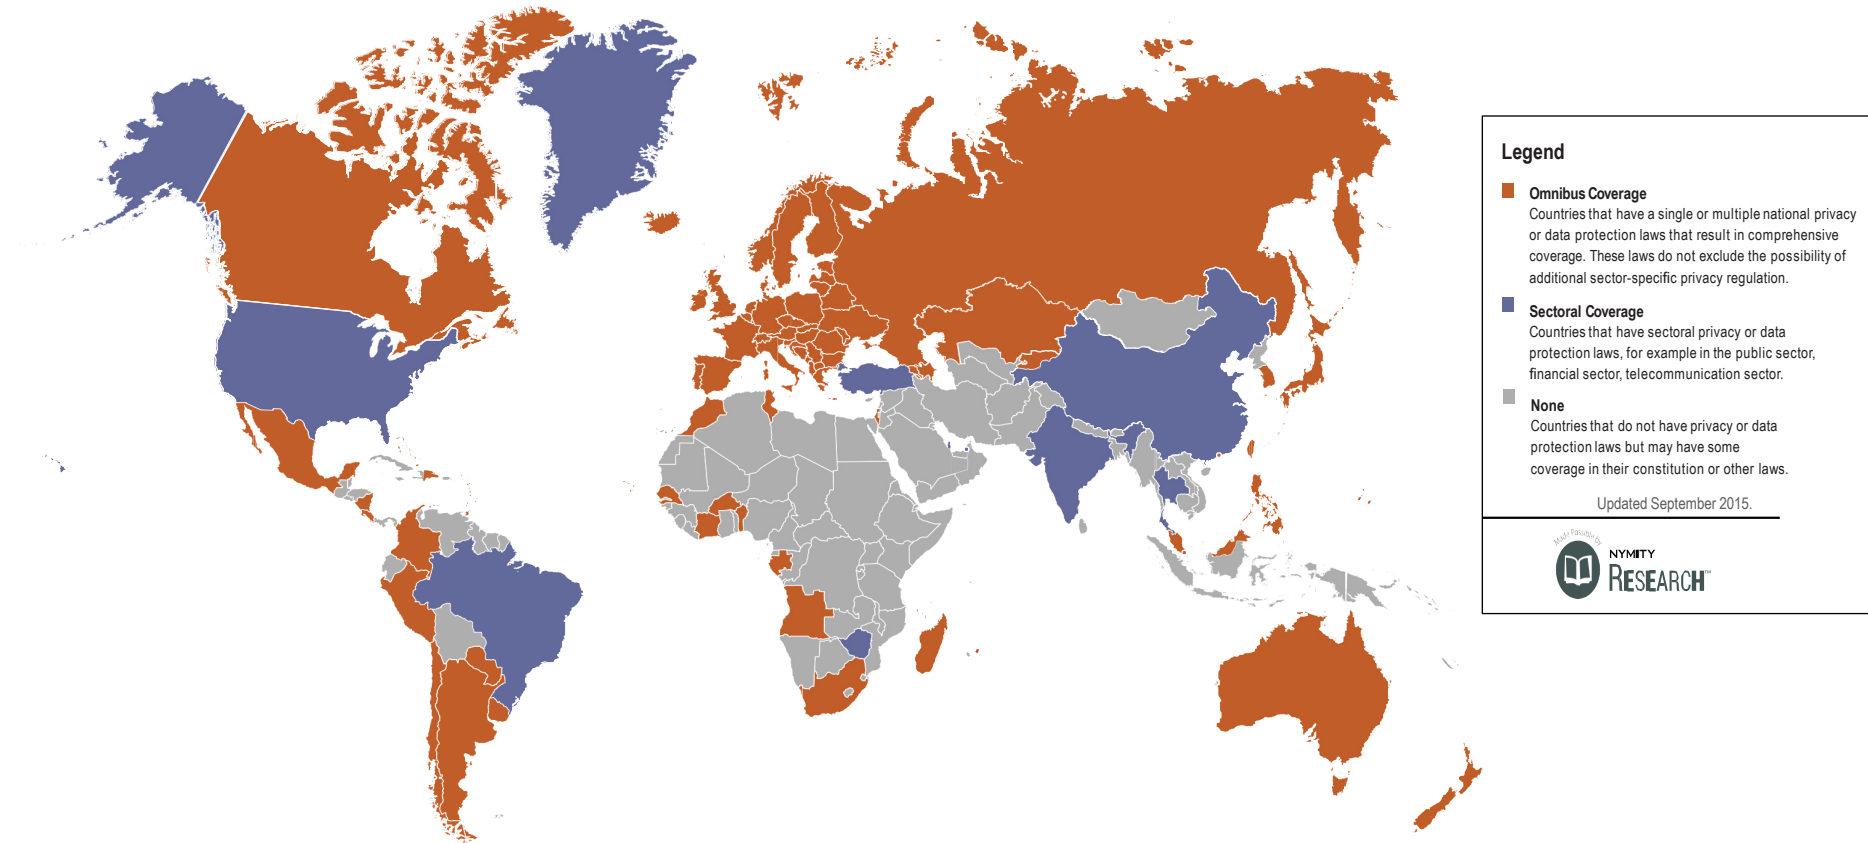 Legend
Omnibus Coverage
Countries that have a single or multiple national privacy
or data protection laws that result in comprehensive
coverage. These laws do not exclude the possibility of
additional sector-specific privacy regulation.
Sectoral Coverage
Countries that have sectoral privacy or data
protection laws, for example in the public sector,
financial sector, telecommunication sector.
None
Countries that do not have privacy or data
protection laws but may have some
coverage in their constitution or other laws.
Updated September 2015.
Made Possible by
NYMITY
RESEARCH™